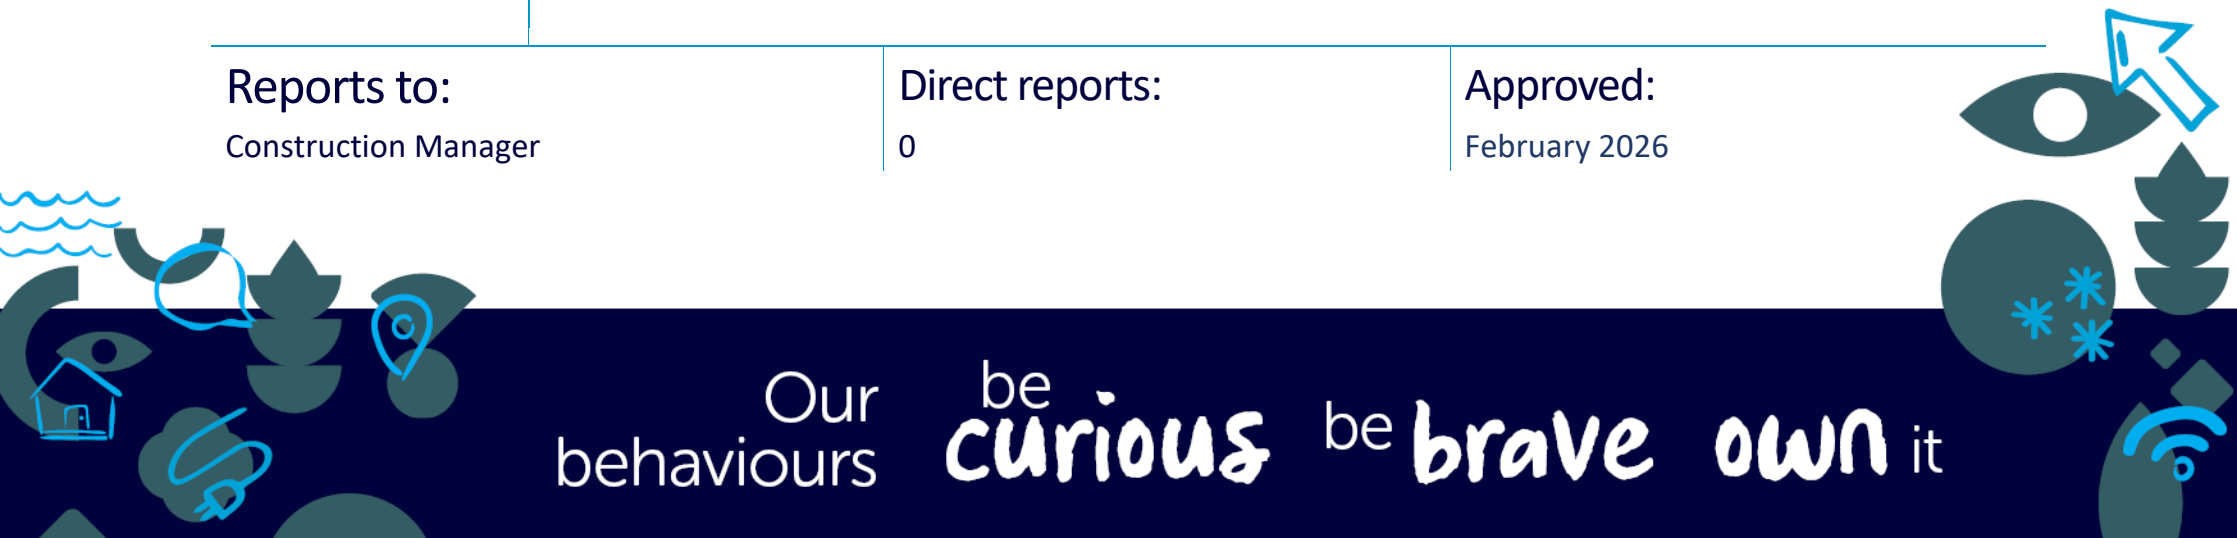 Reports to:
Construction Manager
Direct reports:
0
Approved:
February 2026
Our
behaviours
be
curious
be brave
own it